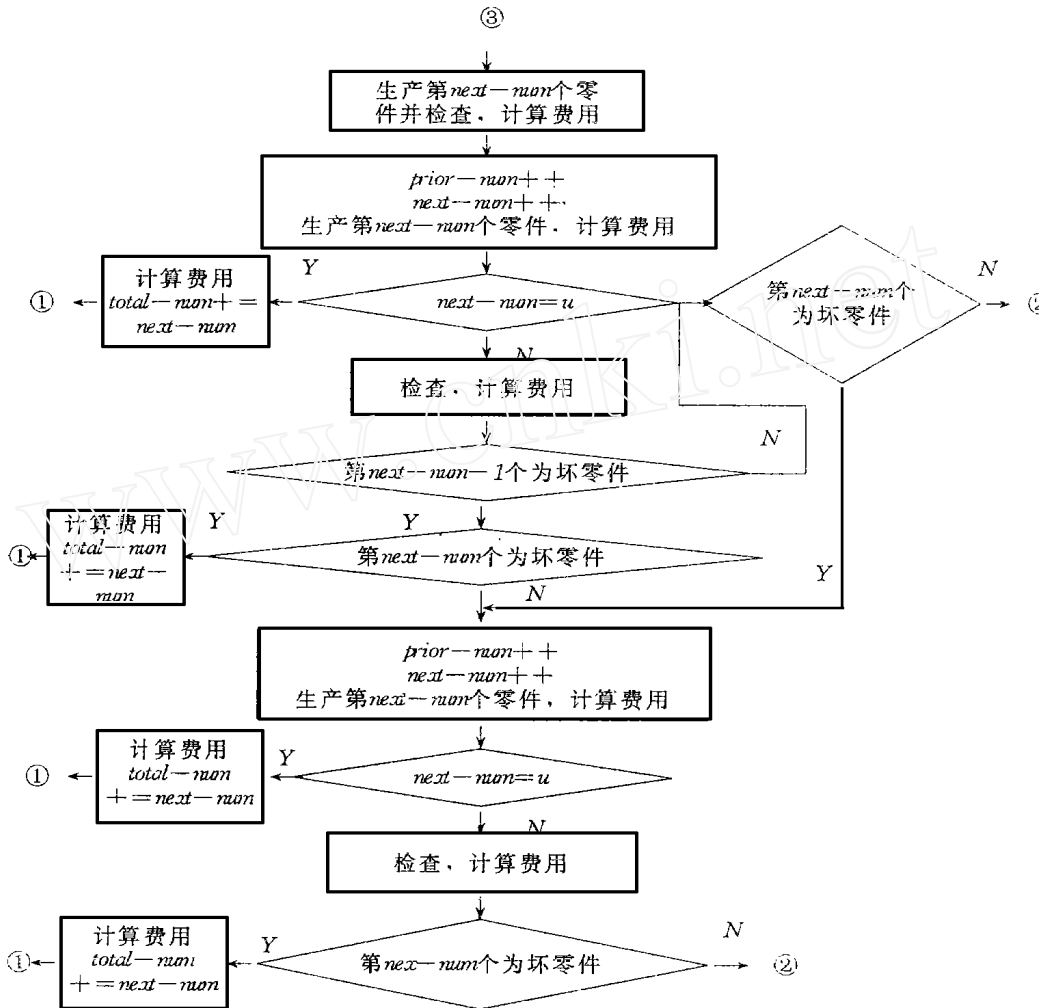 ③
生产第next-num个零
件并检查，计算费用
prior-num++
next-num++
生产第next-num个零件，计算费用
计算费用
total-num+=
next-num
①
Y
next-num=u
第next-num个
为坏零件
N
②
N
检查，计算费用
N
第next-num-1个为坏零件
Y
计算费用
total-num
+=next-
num
①
Y
第next-num个为坏零件
Y
N
prior-num++
next-num++
生产第next-num个零件，计算费用
计算费用
total-num
+=next-num
①
Y
next-num=u
N
检查，计算费用
计算费用
total-num
+=next-num
①
Y
第nex-num个为坏零件
N
②
www.cnki.net